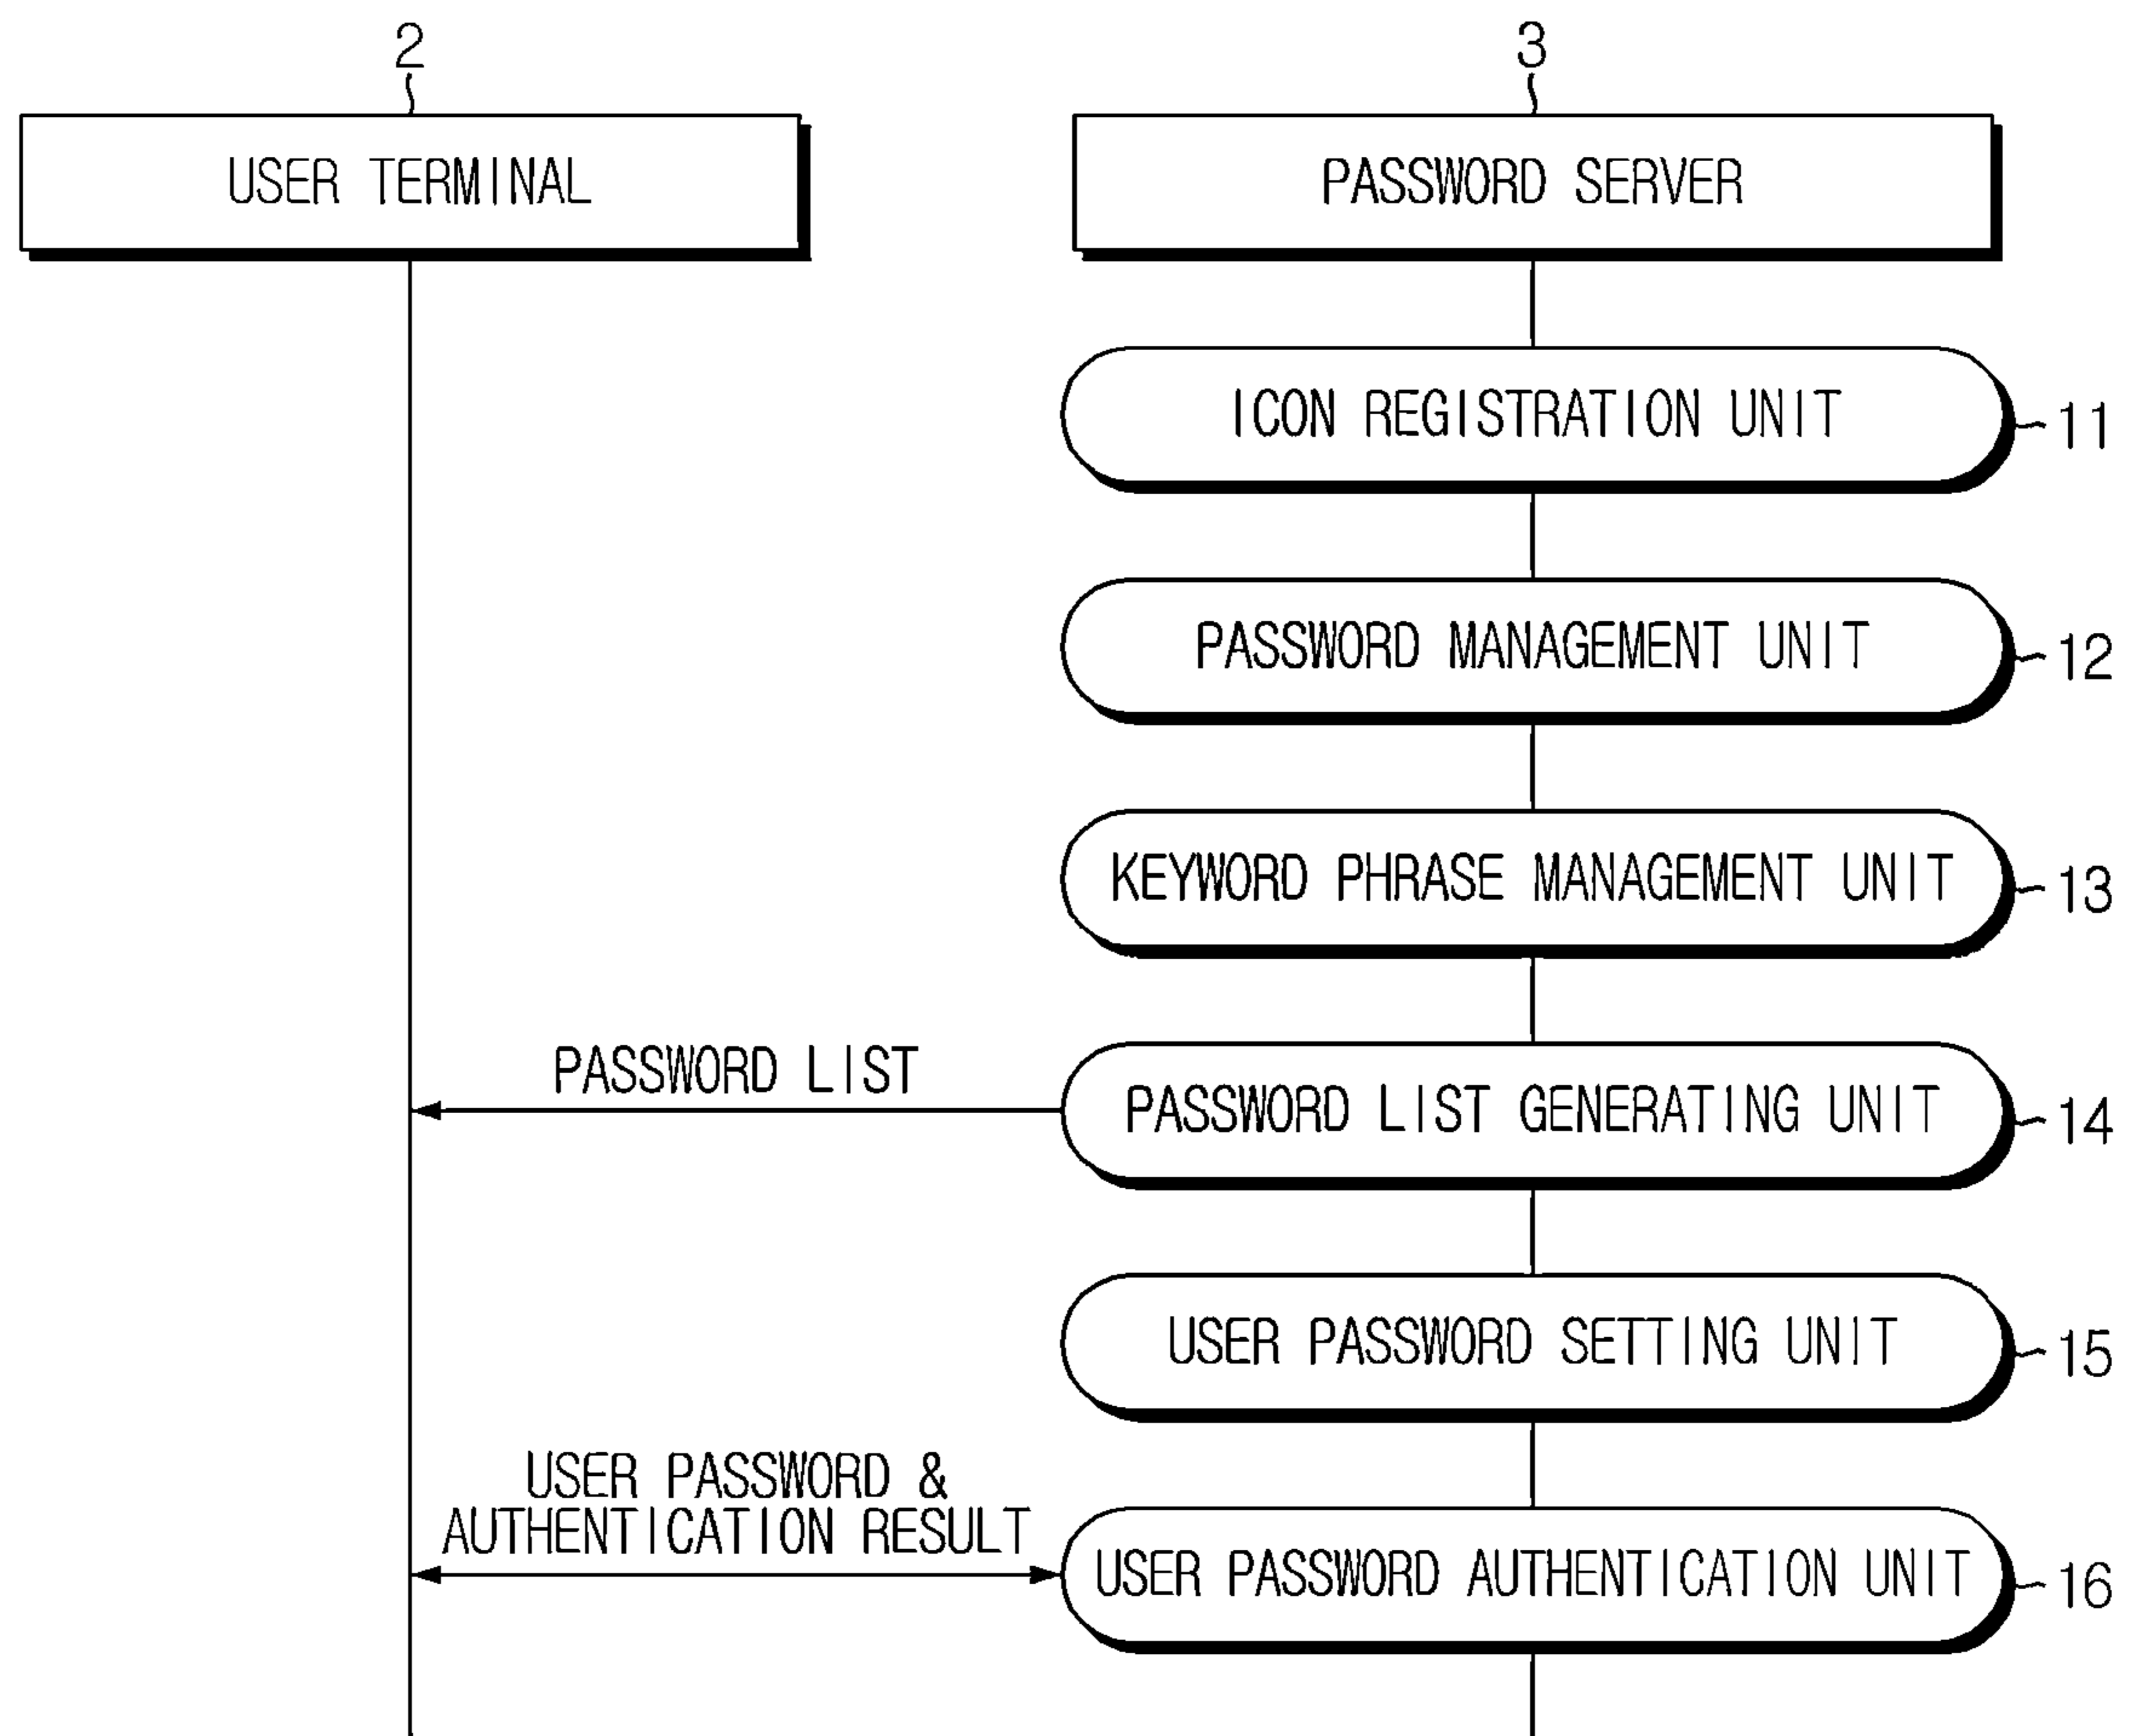 2
3
USER TERMINAL
PASSWORD SERVER
ICON REGISTRATION UNIT
11
PASSWORD MANAGEMENT UNIT
12
KEYWORD PHRASE MANAGEMENT UNIT
13
PASSWORD LIST
PASSWORD LIST GENERATING UNIT
14
USER PASSWORD SETTING UNIT
15
USER PASSWORD &
AUTHENTICATION RESULT
USER PASSWORD AUTHENTICATION UNIT
16